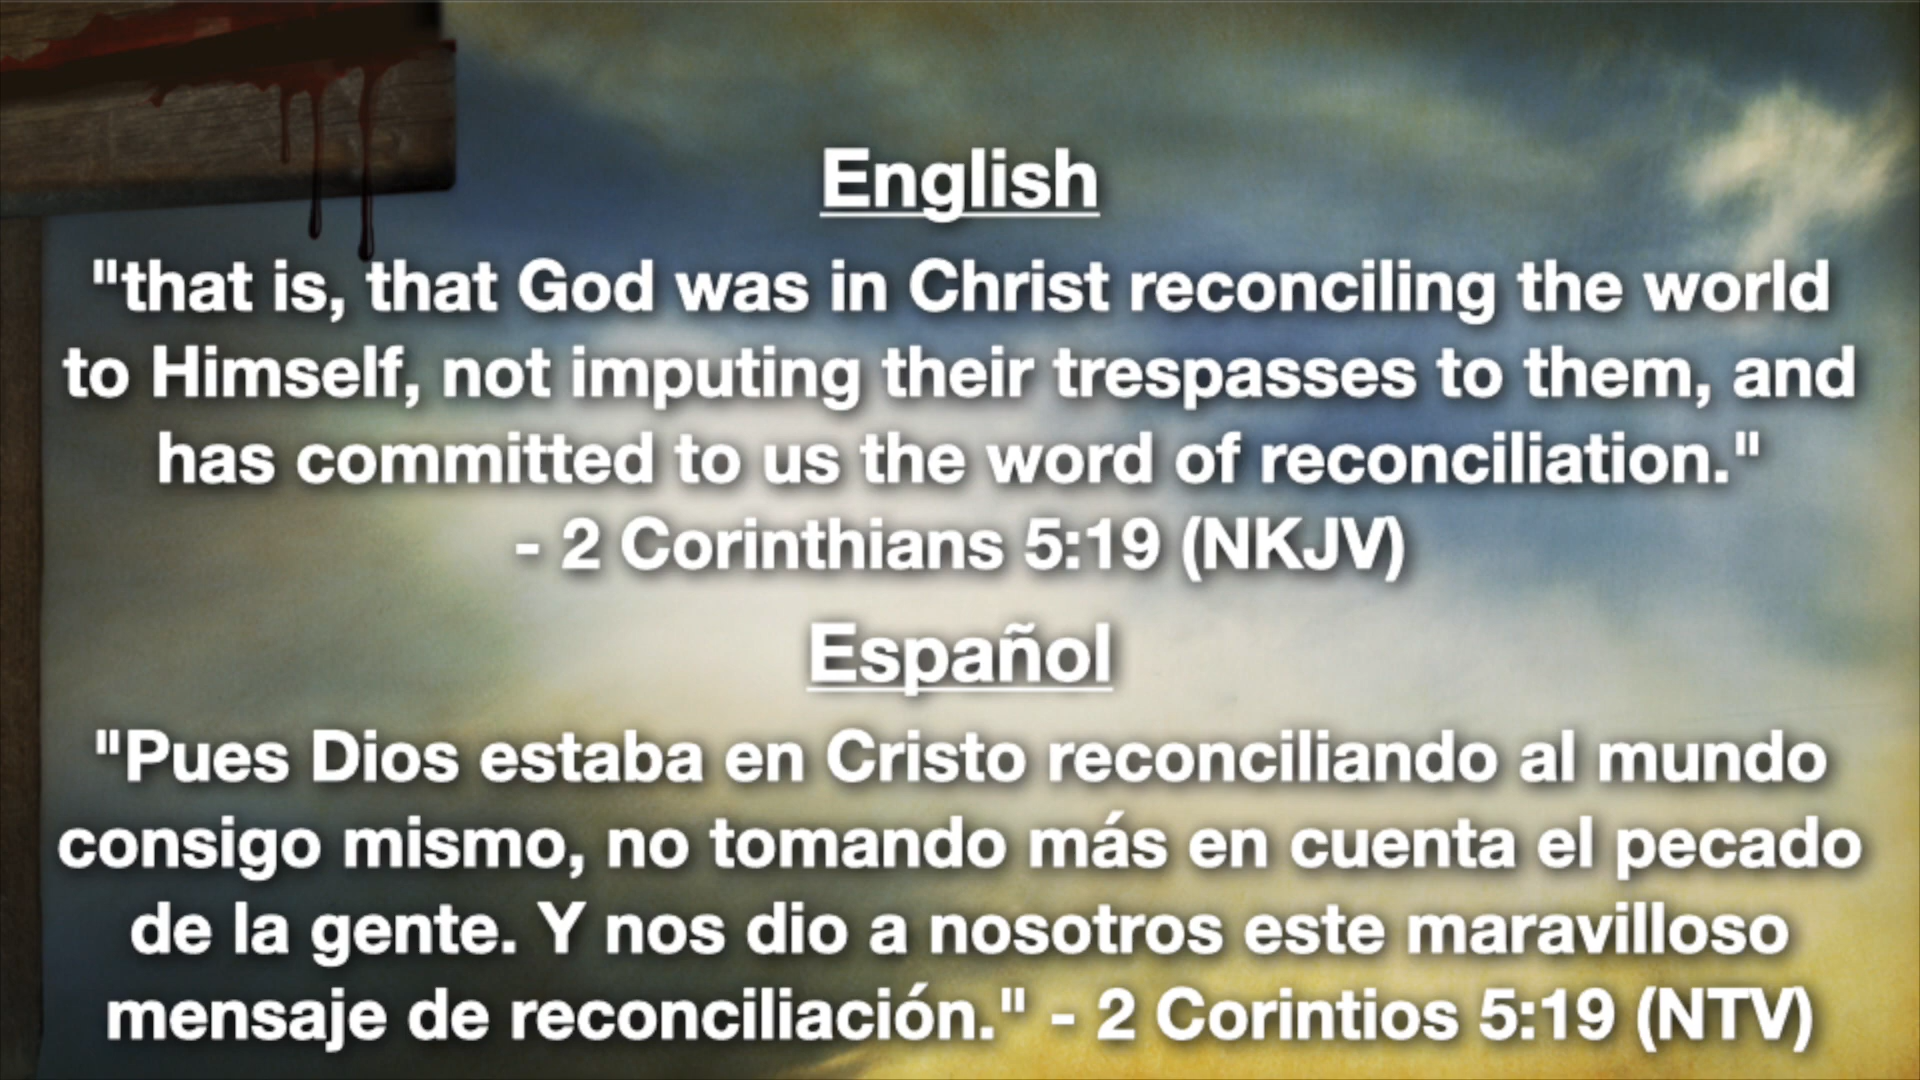 English
"that is, that God was in Christ reconciling the world
to Himself, not imputing their trespasses to them, and
has committed to us the word of reconciliation."
- 2 Corinthians 5:19 (NKJV)
Español
"Pues Dios estaba en Cristo reconciliando al mundo
consigo mismo, no tomando más en cuenta el pecado
de la gente. Y nos dio a nosotros este maravilloso
mensaje de reconciliación." - 2 Corintios 5:19 (NTV)